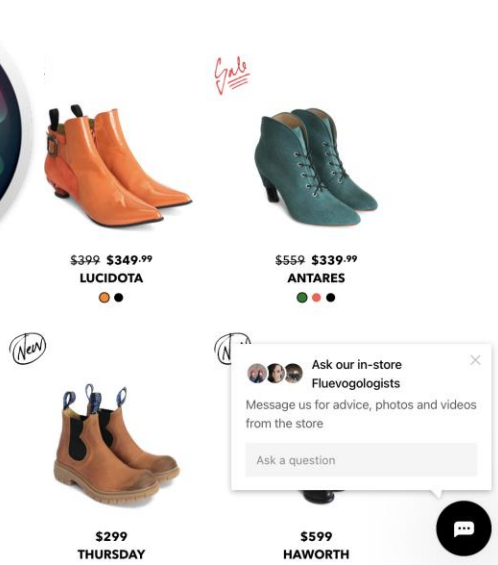 Sale
$399 $349.99
LUCIDOTA
$559 $339.99
ANTARES
New
N
Ask our in-store
Fluevogologists
Message us for advice, photos and videos
from the store
Ask a question
$299
THURSDAY
$599
HAWORTH